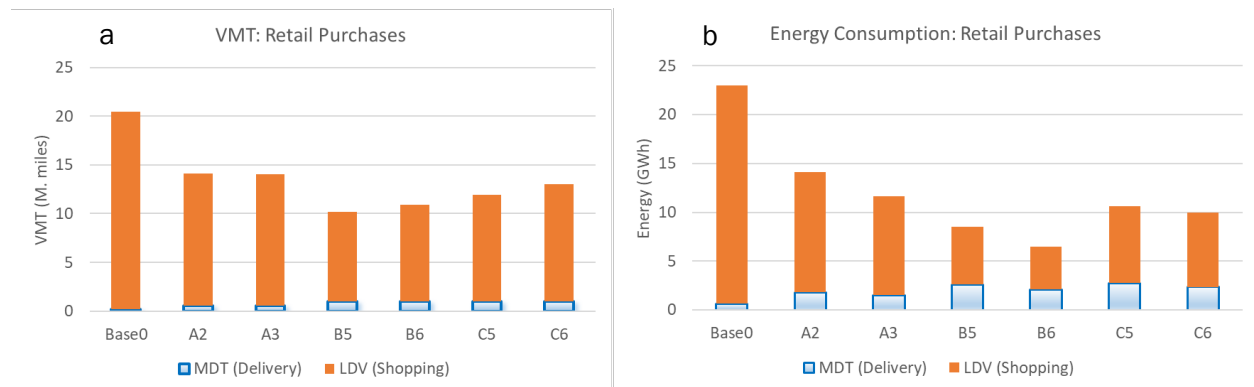 a
VMT: Retail Purchases
25
20
15
10
5
0
VMT (M. miles)
Base0 A2 A3 B5 B6 C5 C6
MDT (Delivery) LDV (Shopping)
b
Energy Consumption: Retail Purchases
25
20
15
10
5
0
Energy (GWh)
Base0 A2 A3 B5 B6 C5 C6
MDT (Delivery) LDV (Shopping)